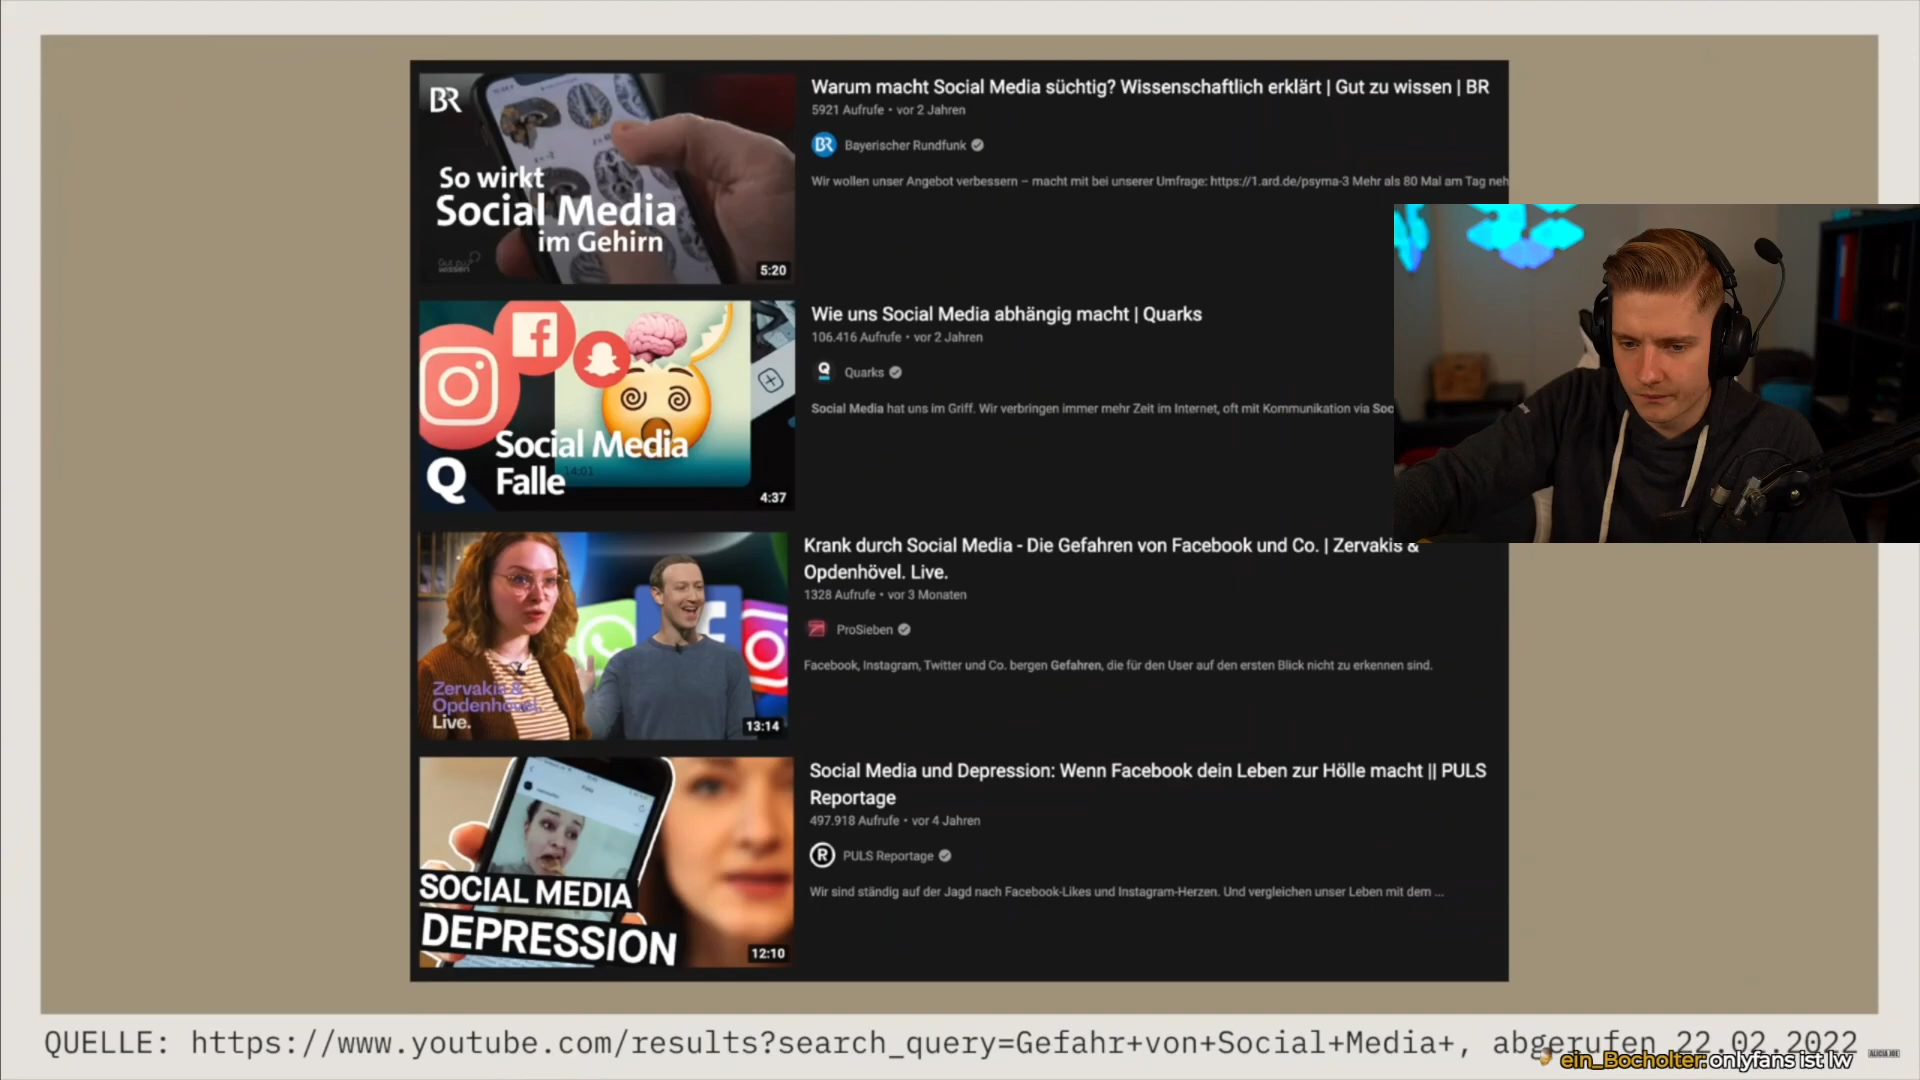 BR
So wirkt
Social Media
im Gehirn
Gut zu
wissen
5:20
Warum macht Social Media süchtig? Wissenschaftlich erklärt | Gut zu wissen | BR
5921 Aufrufe • vor 2 Jahren
BR Bayerischer Rundfunk
Wir wollen unser Angebot verbessern – macht mit bei unserer Umfrage: https://1.ard.de/psyma-3 Mehr als 80 Mal am Tag neh
Social Media
Falle
14:01
Q
4:37
Wie uns Social Media abhängig macht | Quarks
106.416 Aufrufe • vor 2 Jahren
Q Quarks
Social Media hat uns im Griff. Wir verbringen immer mehr Zeit im Internet, oft mit Kommunikation via Soc
Zervakis &
Opdenhövel.
Live.
13:14
Krank durch Social Media - Die Gefahren von Facebook und Co. | Zervakis &
Opdenhövel. Live.
1328 Aufrufe • vor 3 Monaten
ProSieben
Facebook, Instagram, Twitter und Co. bergen Gefahren, die für den User auf den ersten Blick nicht zu erkennen sind.
SOCIAL MEDIA
DEPRESSION
12:10
Social Media und Depression: Wenn Facebook dein Leben zur Hölle macht || PULS
Reportage
497.918 Aufrufe • vor 4 Jahren
R PULS Reportage
Wir sind ständig auf der Jagd nach Facebook-Likes und Instagram-Herzen. Und vergleichen unser Leben mit dem ...
QUELLE: https://www.youtube.com/results?search_query=Gefahr+von+Social+Media+, abgerufen 22.02.2022
ALICIA JOE
ein_Bocholter: onlyfans ist lw